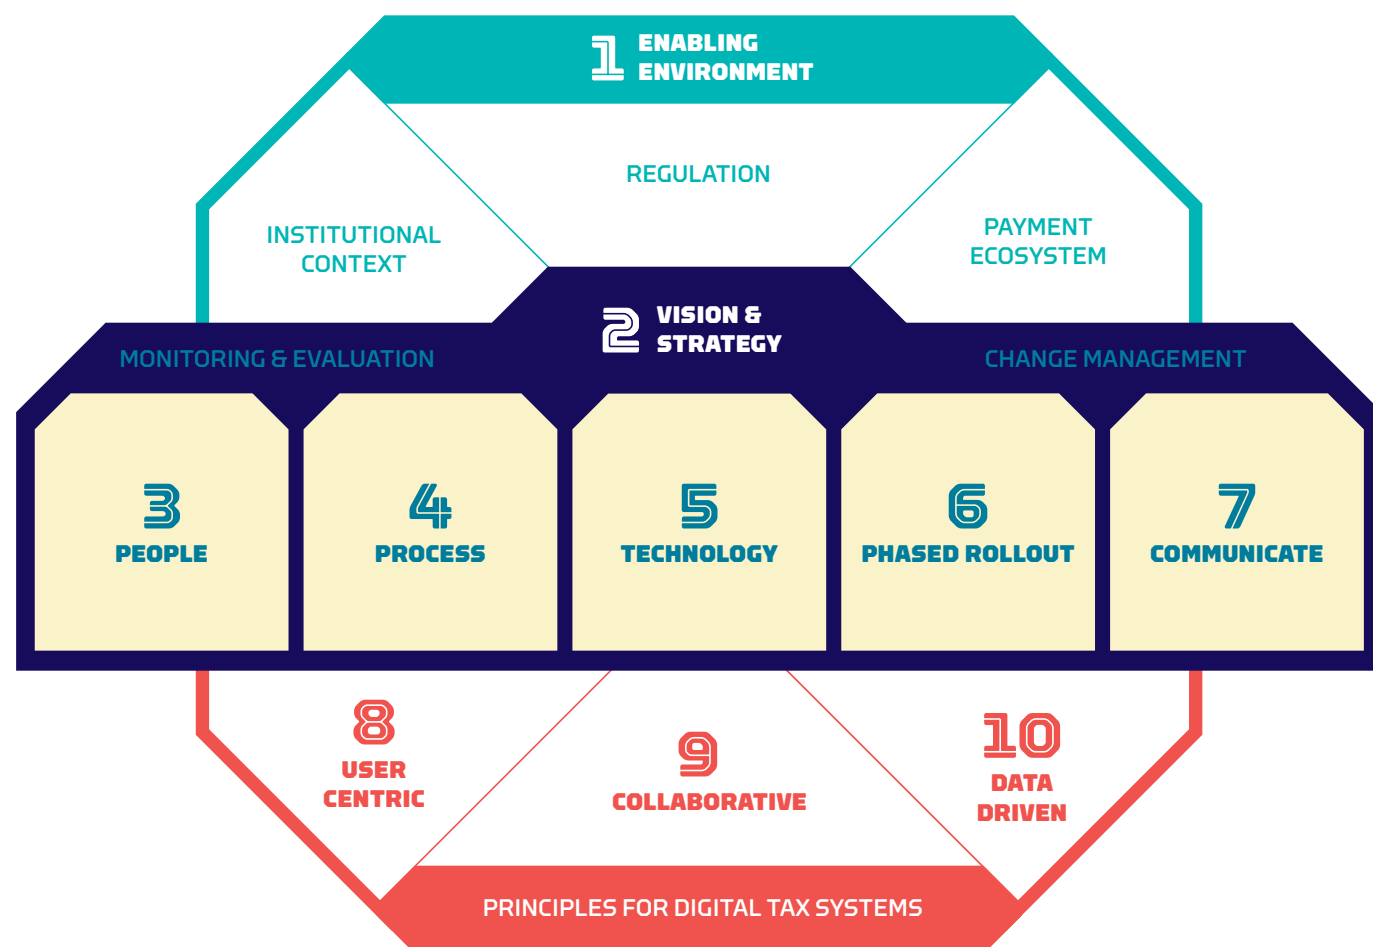 1 ENABLING
ENVIRONMENT
REGULATION
INSTITUTIONAL
CONTEXT
PAYMENT
ECOSYSTEM
2 VISION &
STRATEGY
MONITORING & EVALUATION
CHANGE MANAGEMENT
3
PEOPLE
4
PROCESS
5
TECHNOLOGY
6
PHASED ROLLOUT
7
COMMUNICATE
8
USER
CENTRIC
9
COLLABORATIVE
10
DATA
DRIVEN
PRINCIPLES FOR DIGITAL TAX SYSTEMS